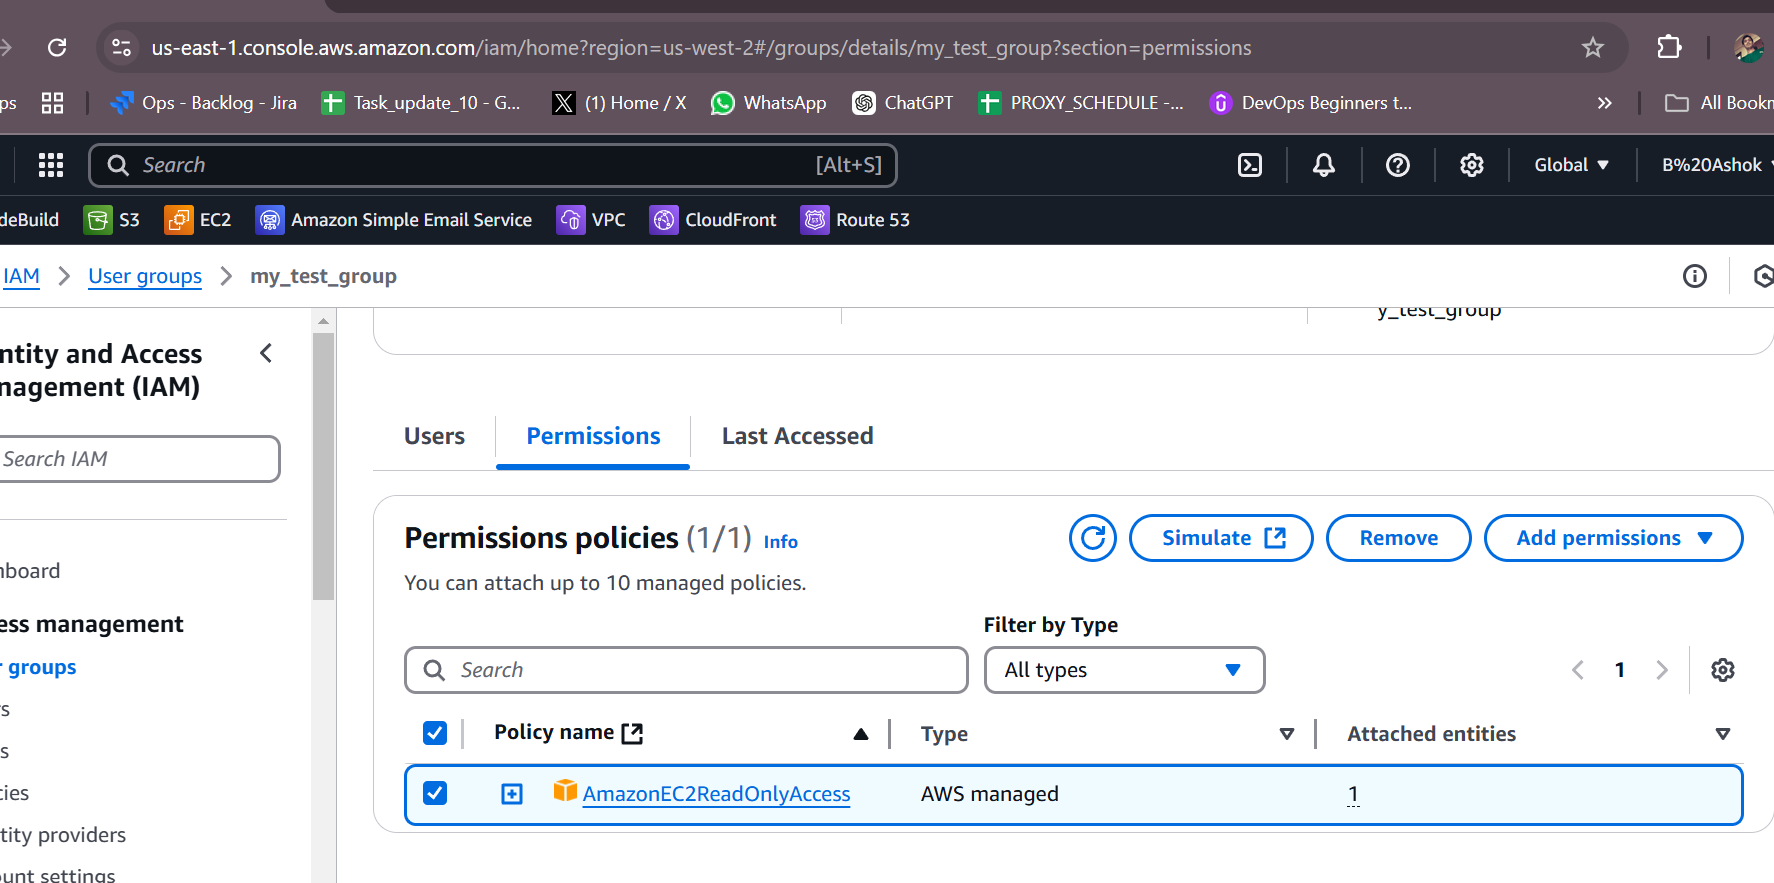 us-east-1.console.aws.amazon.com/iam/home?region=us-west-2#/groups/details/my_test_group?section=permissions
ps Ops - Backlog - Jira Task_update_10 - G... (1) Home / X WhatsApp ChatGPT PROXY_SCHEDULE -... DevOps Beginners t... All Bookm
Search [Alt+S] Global B%20Ashok
deBuild S3 EC2 Amazon Simple Email Service VPC CloudFront Route 53
IAM User groups my_test_group
y_test_group
ntity and Access
nagement (IAM)
Search IAM
Users Permissions Last Accessed
Permissions policies (1/1) Info Simulate Remove Add permissions
You can attach up to 10 managed policies.
hboard
ess management
r groups
s
s
cies
tity providers
ount settings
Filter by Type
Search All types 1
Policy name Type Attached entities
AmazonEC2ReadOnlyAccess AWS managed 1